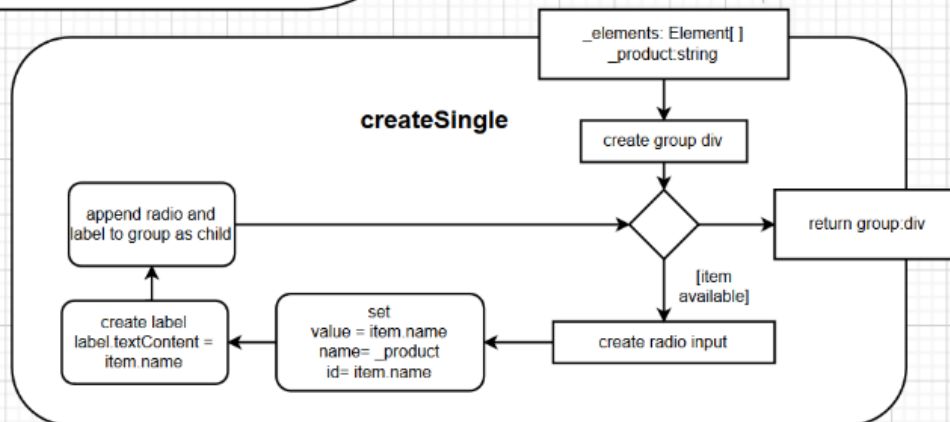 _elements: Element[ ]
_product:string
createSingle
create group div
append radio and
label to group as child
return group:div
[item
available]
create label
label.textContent =
item.name
set
value = item.name
name= _product
id= item.name
create radio input